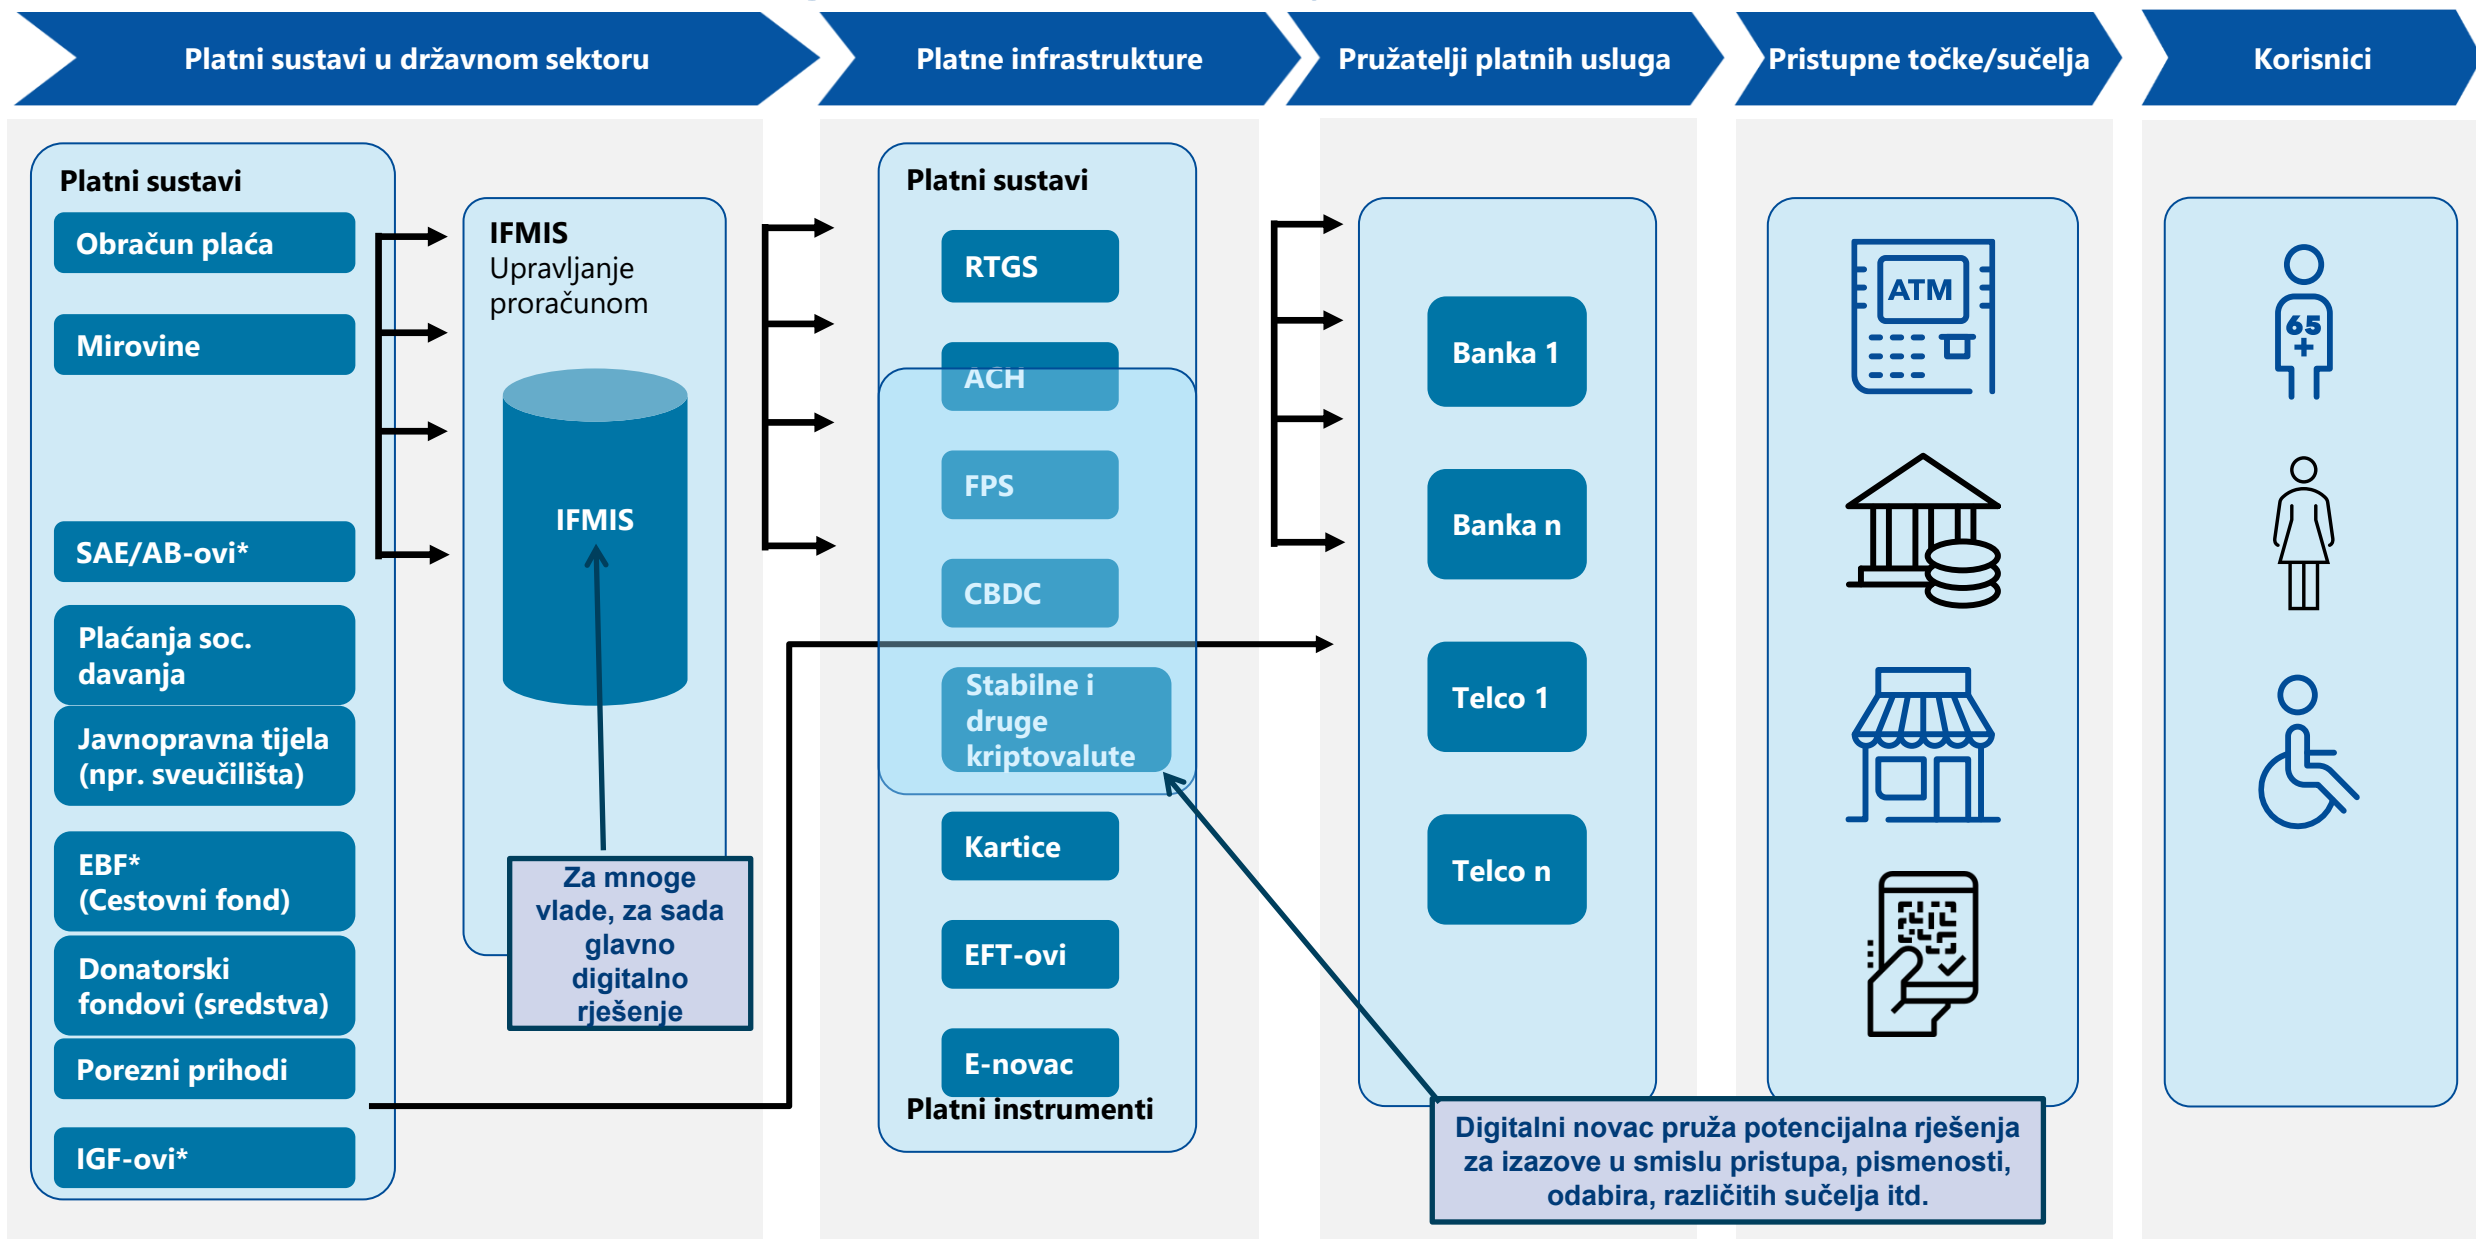 Platni sustavi u državnom sektoru
Platne infrastrukture
Pružatelji platnih usluga
Pristupne točke/sučelja
Korisnici
Platni sustavi
Obračun plaća
Mirovine
SAE/AB-ovi*
Plaćanja soc.
davanja
Javnopravna tijela
(npr. sveučilišta)
EBF*
(Cestovni fond)
Donatorski
fondovi (sredstva)
Porezni prihodi
IGF-ovi*
IFMIS
Upravljanje
proračunom
IFMIS
Za mnoge
vlade, za sada
glavno
digitalno
rješenje
Platni sustavi
RTGS
ACH
FPS
CBDC
Stabilne i
druge
kriptovalute
Kartice
EFT-ovi
E-novac
Platni instrumenti
Banka 1
Banka n
Telco 1
Telco n
ATM
65
+
Digitalni novac pruža potencijalna rješenja
za izazove u smislu pristupa, pismenosti,
odabira, različitih sučelja itd.